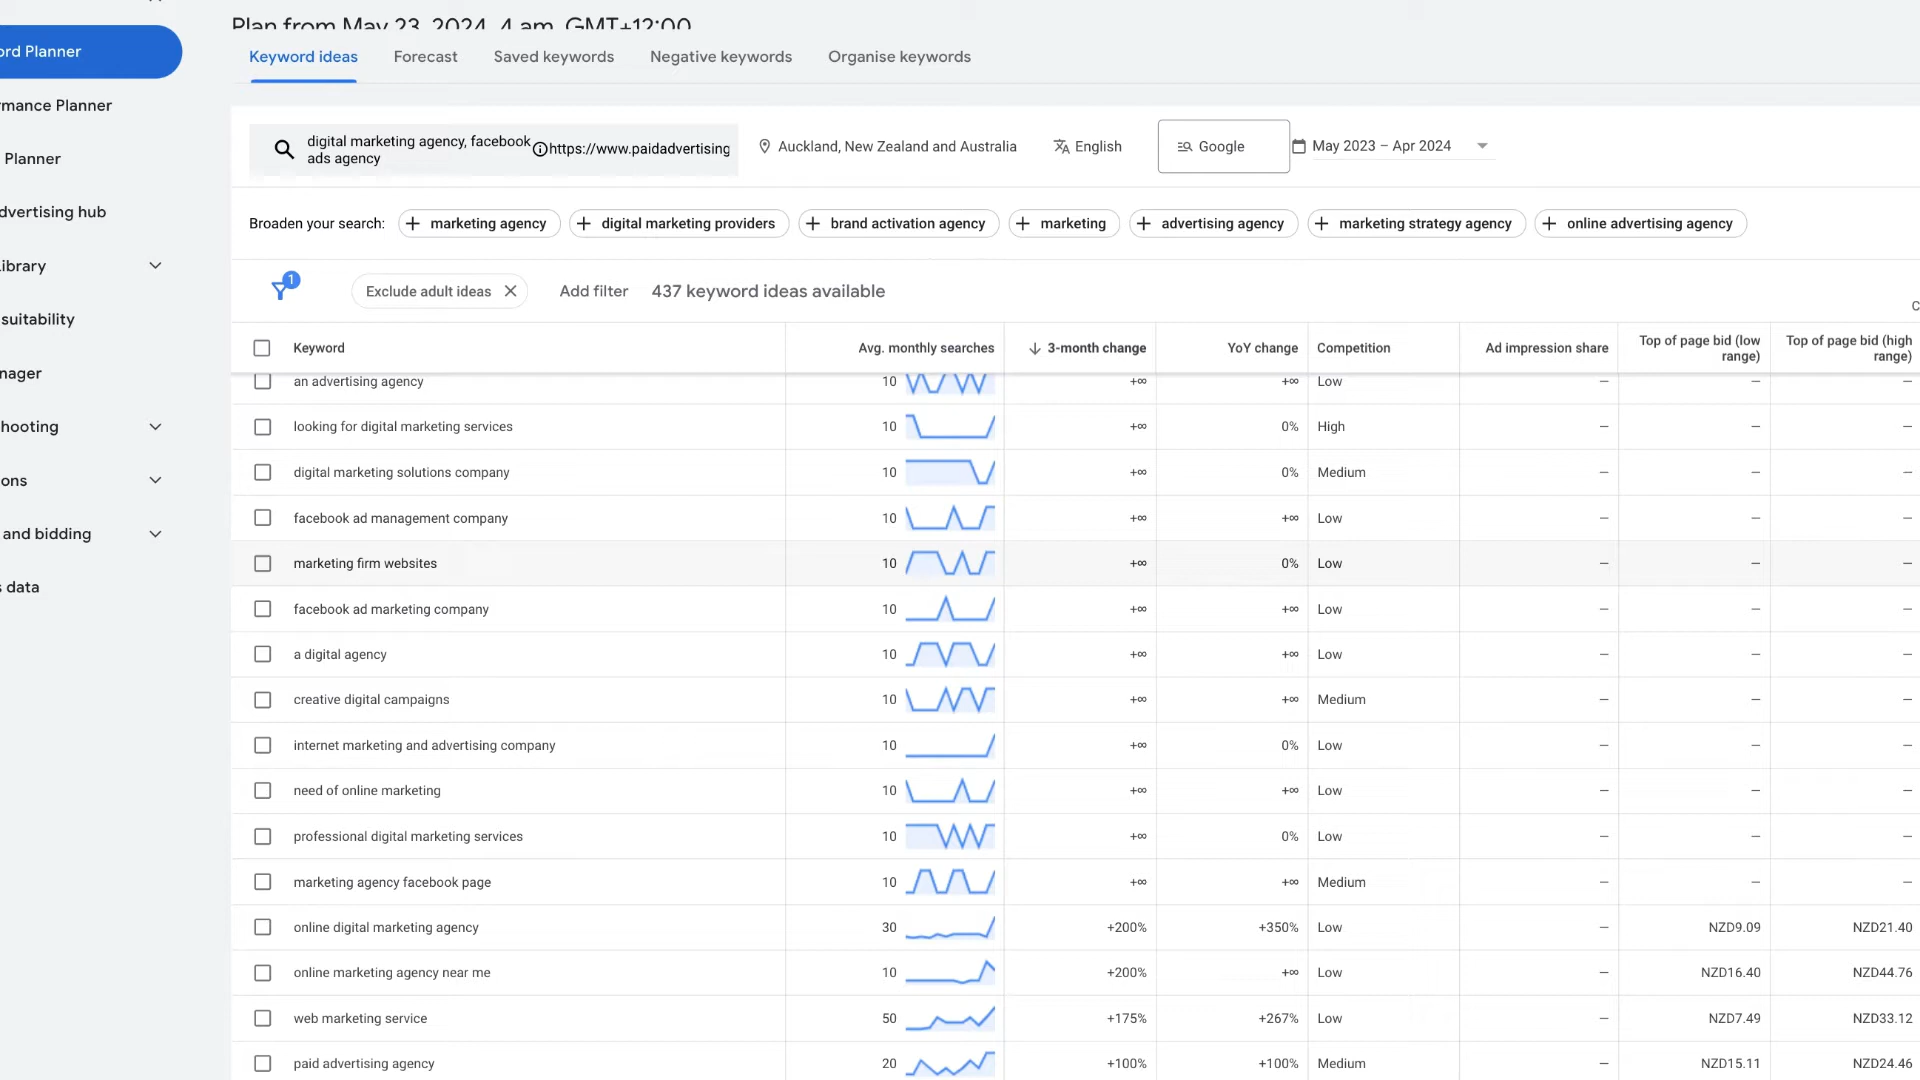 Plan from May 23, 2024, 4 am, GMT+12:00
ord Planner
rmance Planner
Planner
dvertising hub
ibrary
suitability
nager
hooting
ons
and bidding
s data
Keyword ideas Forecast Saved keywords Negative keywords Organise keywords
digital marketing agency, facebook
ads agency
https://www.paidadvertising
Auckland, New Zealand and Australia
English
Google
May 2023 – Apr 2024
Broaden your search: marketing agency digital marketing providers brand activation agency marketing advertising agency marketing strategy agency online advertising agency
1
Exclude adult ideas Add filter 437 keyword ideas available
C
Keyword Avg. monthly searches 3-month change YoY change Competition Ad impression share Top of page bid (low range) Top of page bid (high range)
an advertising agency 10 +∞ +∞ Low – – –
looking for digital marketing services 10 +∞ 0% High – – –
digital marketing solutions company 10 +∞ 0% Medium – – –
facebook ad management company 10 +∞ +∞ Low – – –
marketing firm websites 10 +∞ 0% Low – – –
facebook ad marketing company 10 +∞ +∞ Low – – –
a digital agency 10 +∞ +∞ Low – – –
creative digital campaigns 10 +∞ +∞ Medium – – –
internet marketing and advertising company 10 +∞ 0% Low – – –
need of online marketing 10 +∞ +∞ Low – – –
professional digital marketing services 10 +∞ 0% Low – – –
marketing agency facebook page 10 +∞ +∞ Medium – – –
online digital marketing agency 30 +200% +350% Low – NZD9.09 NZD21.40
online marketing agency near me 10 +200% +∞ Low – NZD16.40 NZD44.76
web marketing service 50 +175% +267% Low – NZD7.49 NZD33.12
paid advertising agency 20 +100% +100% Medium – NZD15.11 NZD24.46